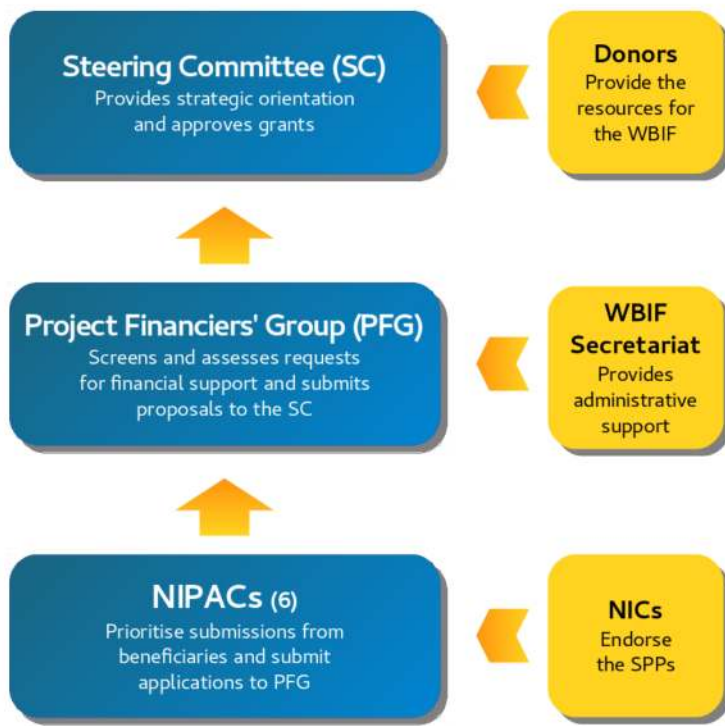 Steering Committee (SC)
Provides strategic orientation
and approves grants
Donors
Provide the
resources for
the WBIF
Project Financiers' Group (PFG)
Screens and assesses requests
for financial support and submits
proposals to the SC
WBIF
Secretariat
Provides
administrative
support
NIPACs (6)
Prioritise submissions from
beneficiaries and submit
applications to PFG
NICs
Endorse
the SPPs